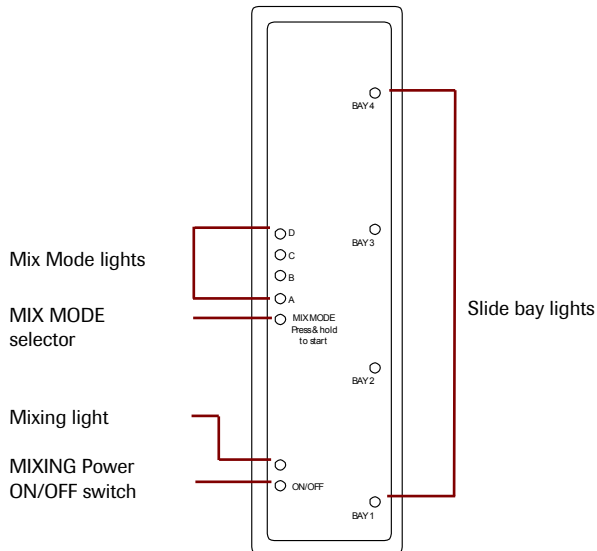 BAY 4
D
BAY 3
Mix Mode lights
C
B
A
Slide bay lights
MIX MODE
selector
MIX MODE
Press & hold
to start
BAY 2
Mixing light
MIXING Power
ON/OFF switch
ON/OFF
BAY 1